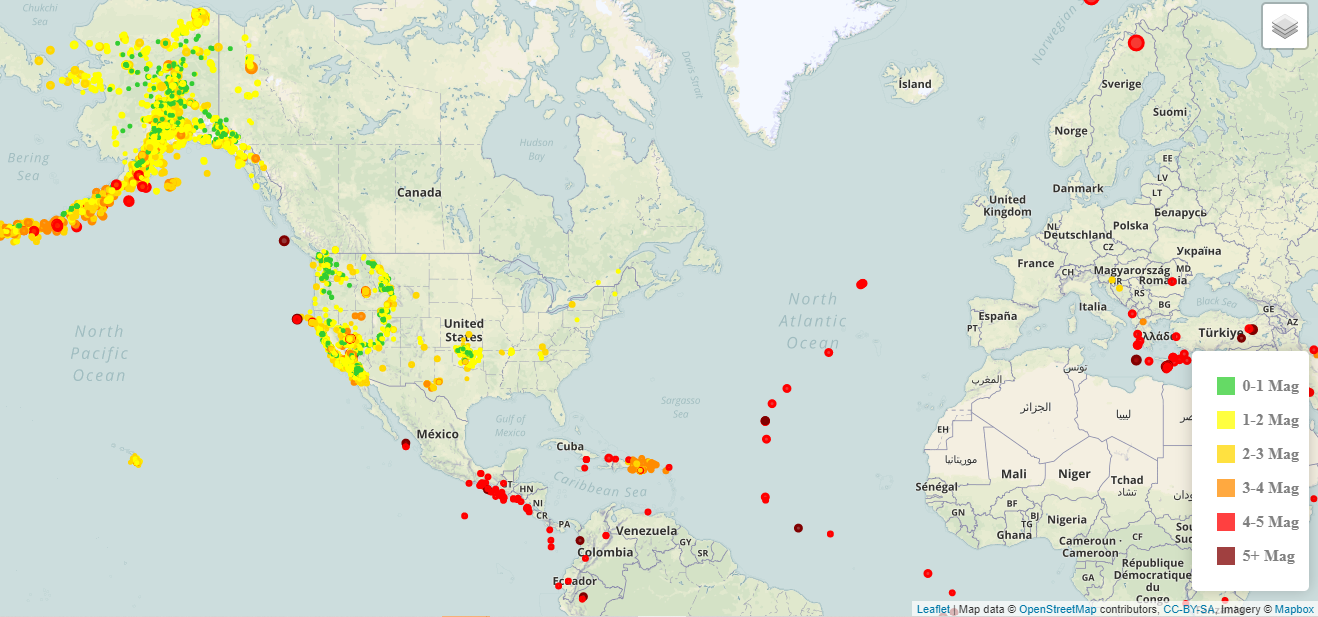 Chukchi
Sea
Norwegian
Davis Strait
Ísland
Sverige
Suomi
Norge
Hudson
Bay
Bering
Sea
Canada
EE
LV
LT
Danmark
United
Kingdom
Беларусь
NL
Polska
Deutschland
CZ
Україна
France
CH
Magyarország
MD
România
RS
North
Atlantic
Ocean
Italia
Black Sea
BG
GE
AZ
España
PT
Türkiye
North
Pacific
Ocean
United
States
تونس
المغرب
الجزائر
ليبيا
Sargasso
Sea
Gulf of
Mexico
México
Cuba
EH
موريتانيا
Mali
Niger
Tchad
تشاد
Caribbean Sea
HN
NI
CR
PA
Sénégal
GN
BF
BJ
TG
Ghana
Nigeria
Cameroun -
Cameroon
CF
Venezuela
GY
SR
Colombia
Ecuador
GA
République
Démocratique
du
Congo
0-1 Mag
1-2 Mag
2-3 Mag
3-4 Mag
4-5 Mag
5+ Mag
Leaflet | Map data © OpenStreetMap contributors, CC-BY-SA, Imagery © Mapbox